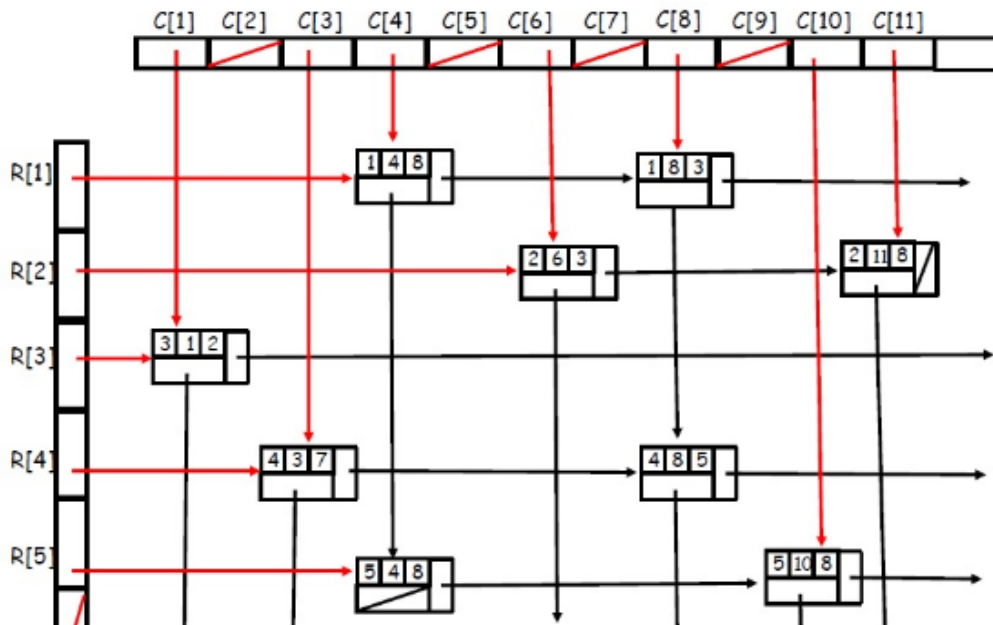 C[1] C[2] C[3] C[4] C[5] C[6] C[7] C[8] C[9] C[10] C[11]
R[1] 1 4 8 1 8 3
R[2] 2 6 3 2 11 8
R[3] 3 1 2
R[4] 4 3 7 4 8 5
R[5] 5 4 8 5 10 8